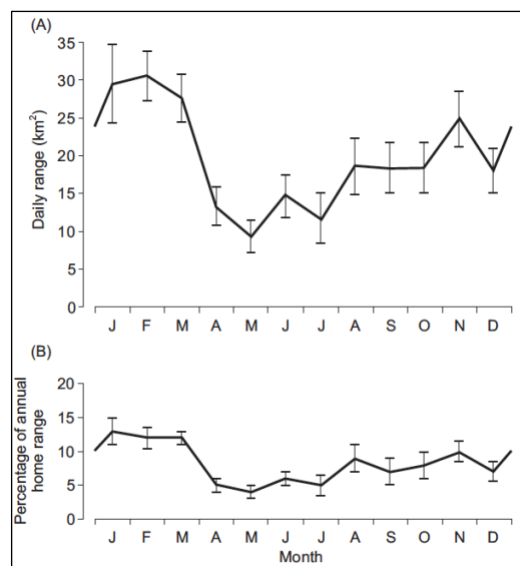 (A)
35
30
25
20
15
10
5
0
Daily range (km²)
J F M A M J J A S O N D
(B)
20
15
10
5
0
Percentage of annual
home range
J F M A M J J A S O N D
Month